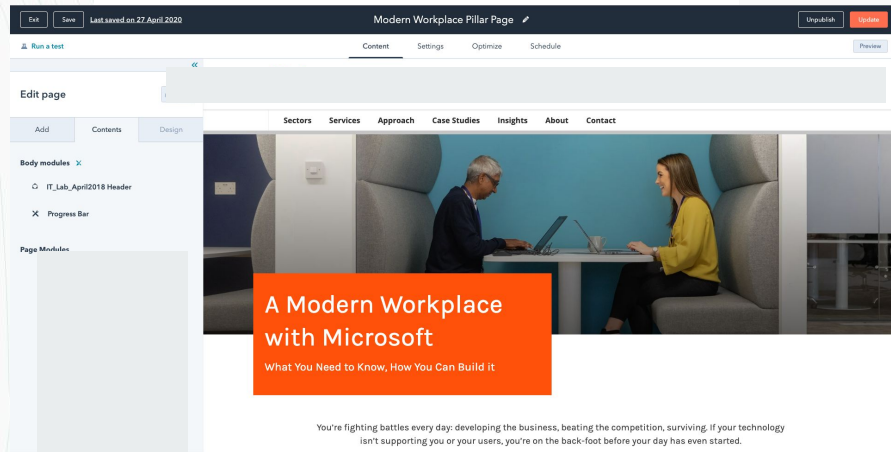 Exit Save Last saved on 27 April 2020 Modern Workplace Pillar Page Unpublish Update
Run a test Content Settings Optimize Schedule Preview
Edit page
Sectors Services Approach Case Studies Insights About Contact
Add Contents Design
Body modules
IT_Lab_April2018 Header
Progress Bar
Page Modules
A Modern Workplace
with Microsoft
What You Need to Know, How You Can Build it
You're fighting battles every day: developing the business, beating the competition, surviving. If your technology
isn't supporting you or your users, you're on the back-foot before your day has even started.